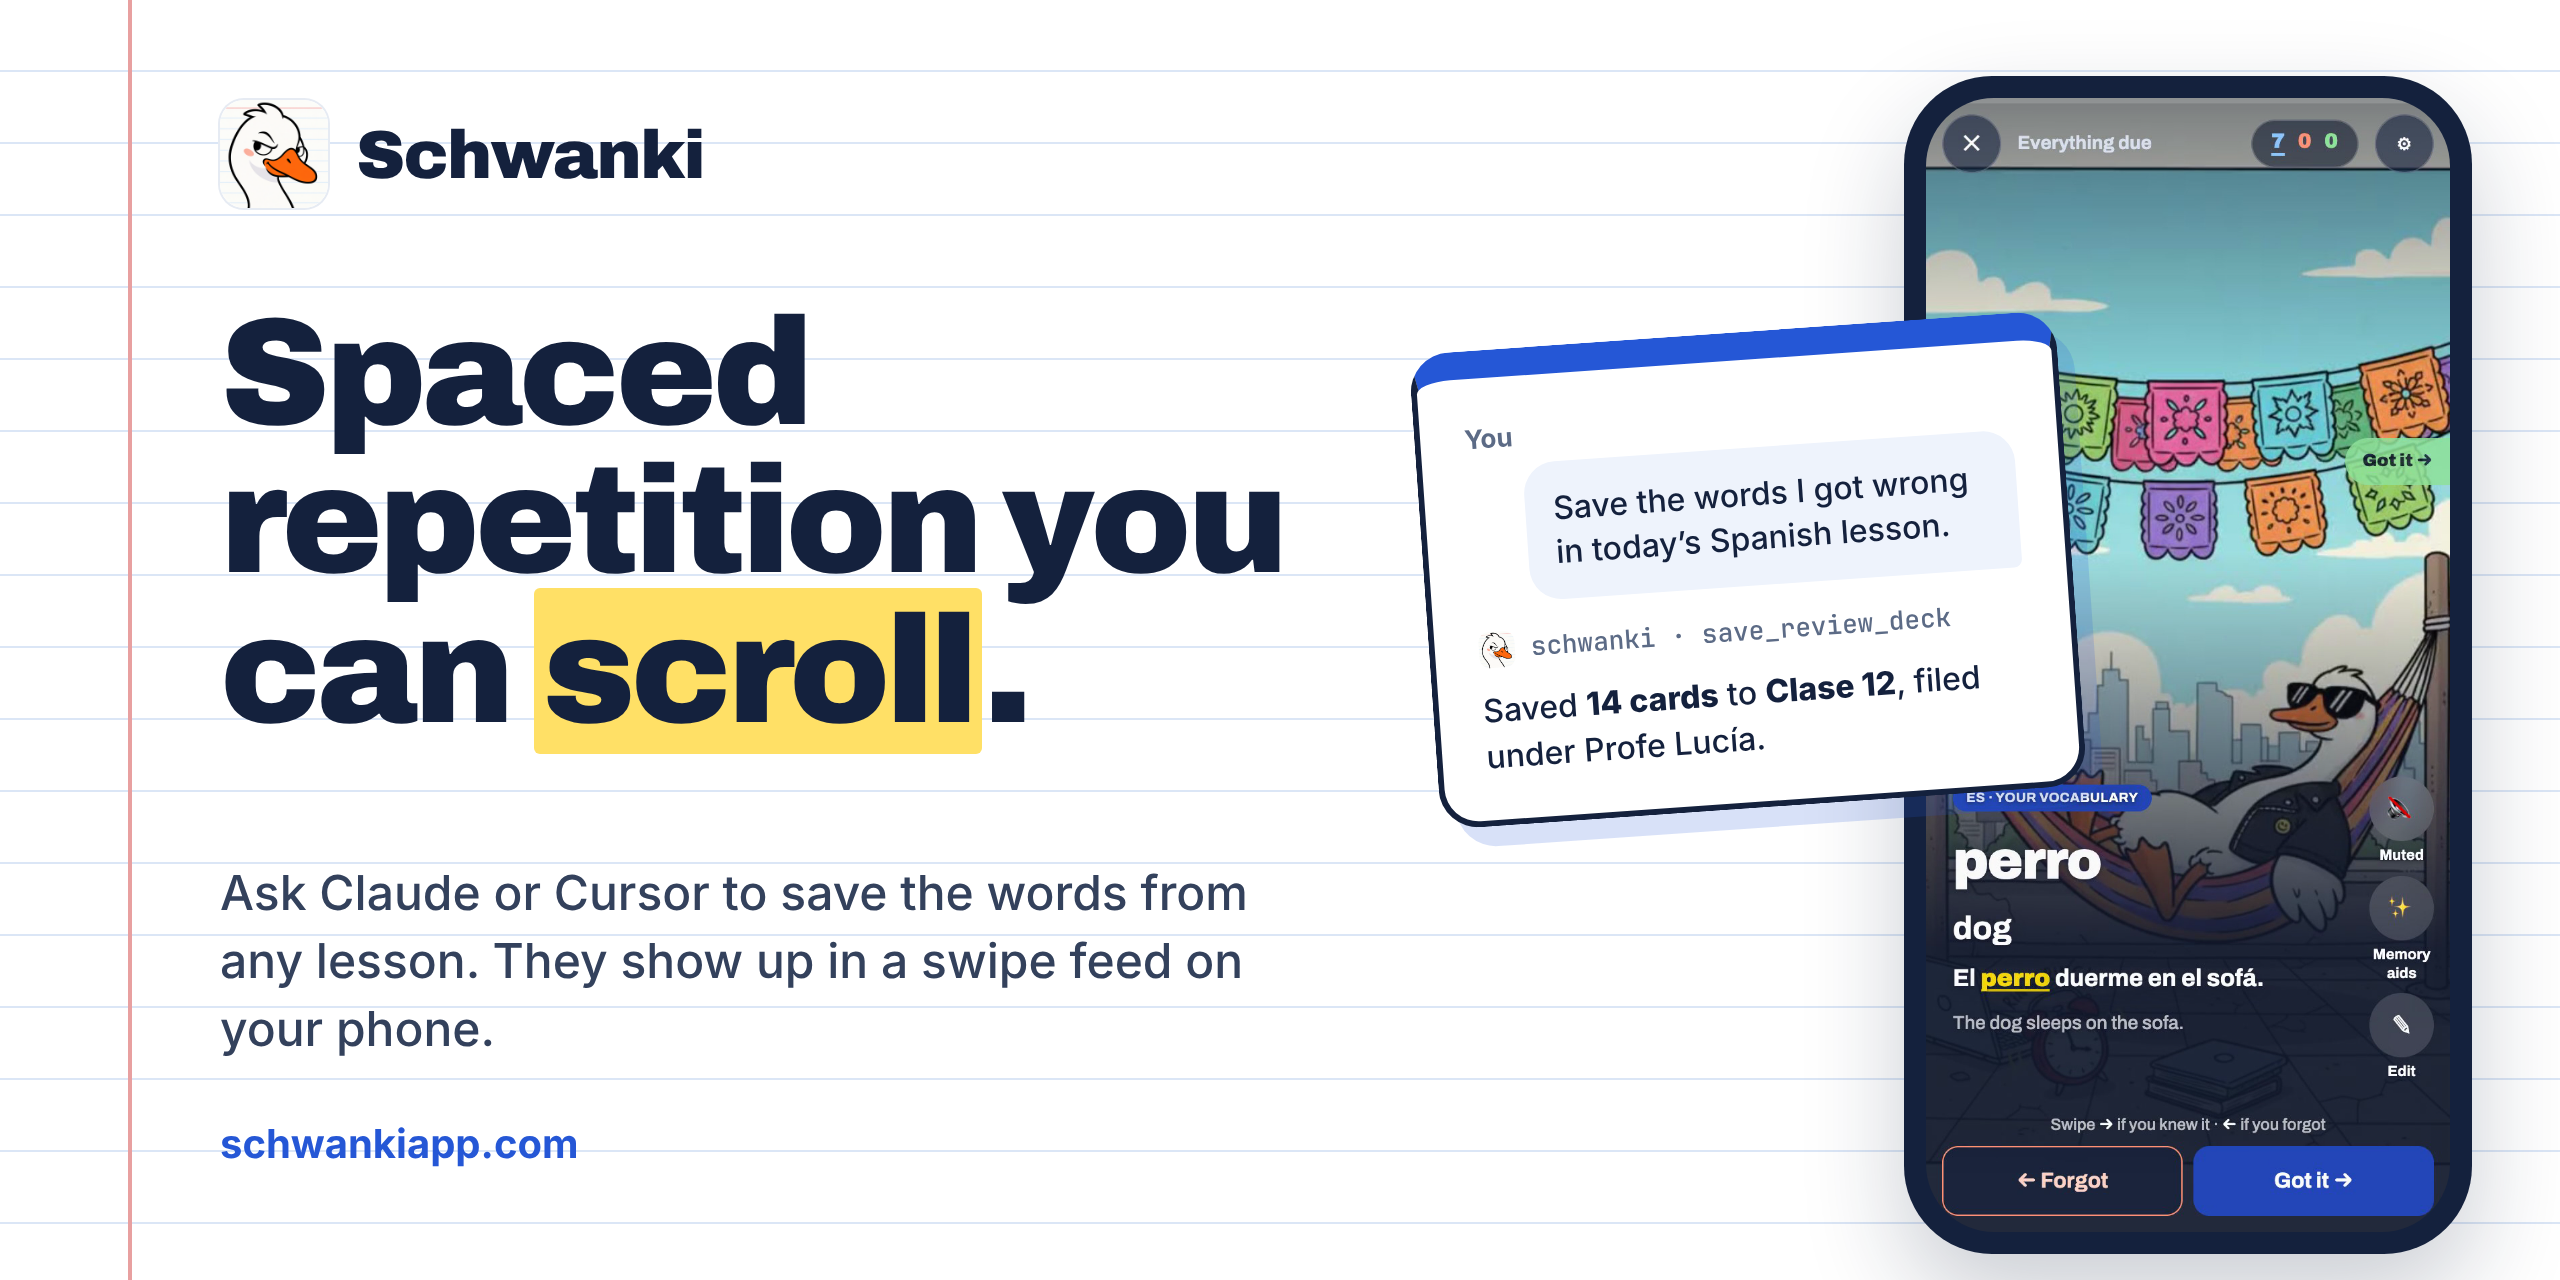 Schwanki
Spaced
repetition you
can scroll.
Ask Claude or Cursor to save the words from
any lesson. They show up in a swipe feed on
your phone.
schwankiapp.com
You
Save the words I got wrong
in today’s Spanish lesson.
schwanki · save_review_deck
Saved 14 cards to Clase 12, filed
under Profe Lucía.
Everything due
7 0 0
Got it →
ES · YOUR VOCABULARY
perro
dog
El perro duerme en el sofá.
The dog sleeps on the sofa.
Muted
Memory
aids
Edit
Swipe → if you knew it · ← if you forgot
← Forgot
Got it →